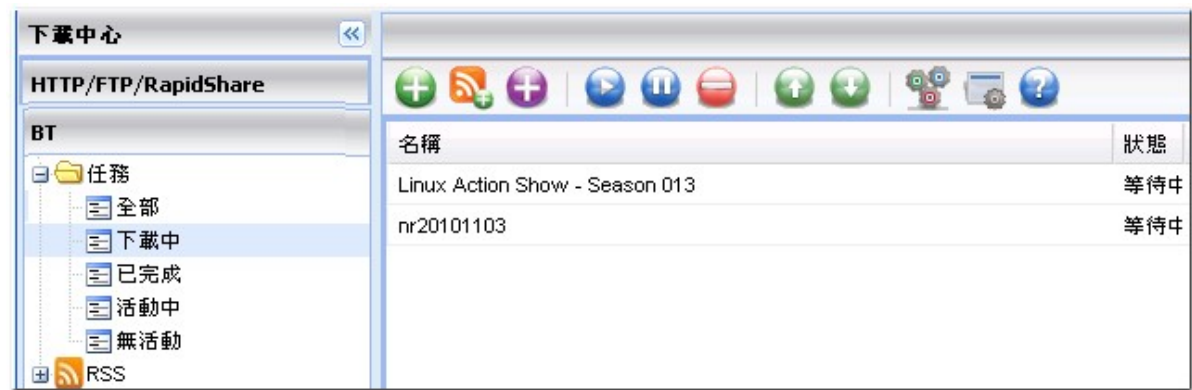 下載中心
HTTP/FTP/RapidShare
BT
任務
全部
下載中
已完成
活動中
無活動
RSS
名稱
狀態
Linux Action Show - Season 013
等待中
nr20101103
等待中